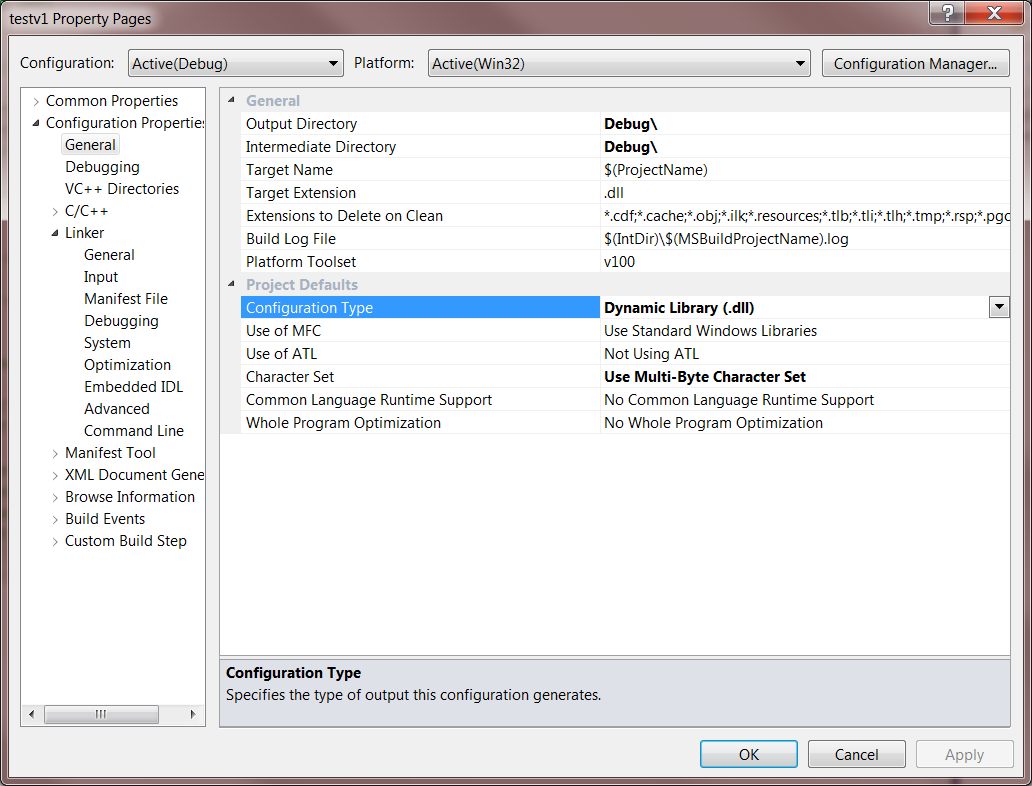 testv1 Property Pages
?
Configuration: Active(Debug) Platform: Active(Win32) Configuration Manager...
Common Properties
Configuration Propertie
General
Debugging
VC++ Directories
C/C++
Linker
General
Input
Manifest File
Debugging
System
Optimization
Embedded IDL
Advanced
Command Line
Manifest Tool
XML Document Gene
Browse Information
Build Events
Custom Build Step
General
Output Directory Debug\
Intermediate Directory Debug\
Target Name $(ProjectName)
Target Extension .dll
Extensions to Delete on Clean *.cdf;*.cache;*.obj;*.ilk;*.resources;*.tlb;*.tli;*.tlh;*.tmp;*.rsp;*.pgc
Build Log File $(IntDir)\$(MSBuildProjectName).log
Platform Toolset v100
Project Defaults
Configuration Type Dynamic Library (.dll)
Use of MFC Use Standard Windows Libraries
Use of ATL Not Using ATL
Character Set Use Multi-Byte Character Set
Common Language Runtime Support No Common Language Runtime Support
Whole Program Optimization No Whole Program Optimization
Configuration Type
Specifies the type of output this configuration generates.
OK Cancel Apply